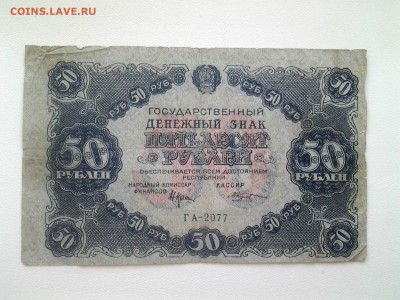 COINS.LAVE.RU
50 РУБ 50 РУБ 50 РУБ 50 РУБ 50
ГОСУДАРСТВЕННЫЙ
ДЕНЕЖНЫЙ ЗНАК
ПЯТЬДЕСЯТ
РУБЛЕЙ
50 РУБЛЕЙ
50 РУБЛЕЙ
ОБЕСПЕЧИВАЕТСЯ ВСЕМ ДОСТОЯНИЕМ
РЕСПУБЛИКИ
НАРОДНЫЙ КОМИССАР
ФИНАНСОВ
КАССИР
ГА-2077
50 РУБ 50 РУБ 50 РУБ 50 РУБ 50